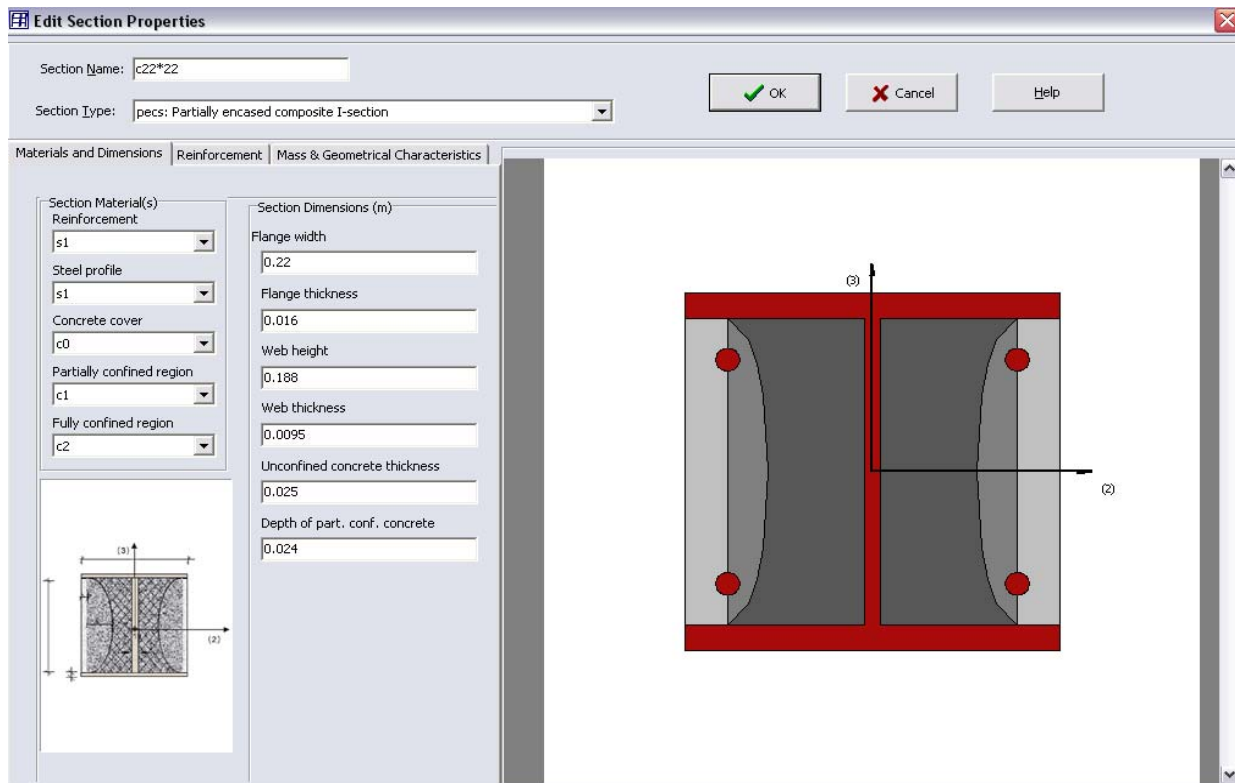 Edit Section Properties
Section Name: c22*22
Section Type: pecs: Partially encased composite I-section
OK
Cancel
Help
Materials and Dimensions
Reinforcement
Mass & Geometrical Characteristics
Section Material(s)
Reinforcement
s1
Steel profile
s1
Concrete cover
c0
Partially confined region
c1
Fully confined region
c2
(3)
(2)
Section Dimensions (m)
Flange width
0.22
Flange thickness
0.016
Web height
0.188
Web thickness
0.0095
Unconfined concrete thickness
0.025
Depth of part. conf. concrete
0.024
(3)
(2)